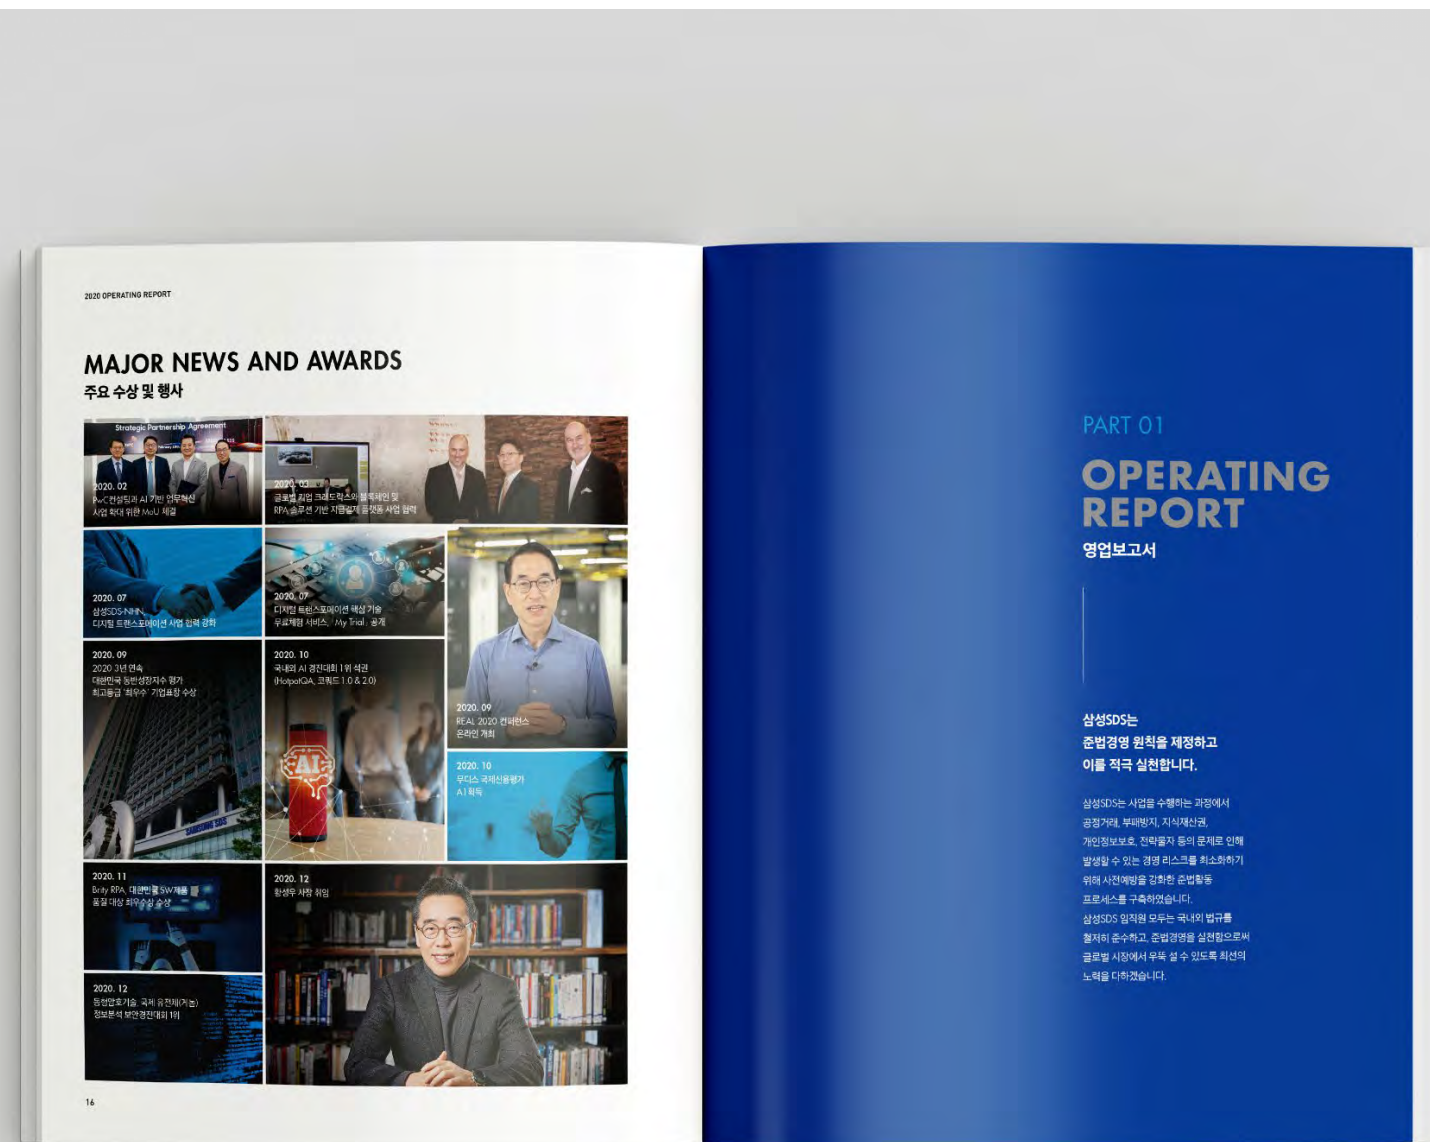 2020 OPERATING REPORT
MAJOR NEWS AND AWARDS
주요 수상 및 행사
Strategic Partnership Agreement
2020. 02
PwC컨설팅과 AI 기반 업무혁신
사업 확대 위한 MoU 체결
2020. 03
글로벌 기업 크레도락스와 블록체인 및
RPA 솔루션 기반 지급결제 플랫폼 사업 협력
2020. 07
삼성SDS-NHN,
디지털 트랜스포메이션 사업 협력 강화
2020. 07
디지털 트랜스포메이션 핵심 기술
무료체험 서비스, 「My Trial」 공개
2020. 09
2020 3년 연속
대한민국 동반성장지수 평가
최고등급 '최우수' 기업표창 수상
SAMSUNG SDS
2020. 10
국내외 AI 경진대회 1위 석권
(HotpotQA, 코쿼드 1.0 & 2.0)
AI
2020. 09
REAL 2020 컨퍼런스
온라인 개최
2020. 10
무디스 국제신용평가
A1 획득
2020. 11
Brity RPA, 대한민국 SW제품
품질 대상 최우수상 수상
2020. 12
황성우 사장 취임
2020. 12
동형암호기술, 국제 유전체(게놈)
정보분석 보안경진대회 1위
16
PART 01
OPERATING
REPORT
영업보고서
삼성SDS는
준법경영 원칙을 제정하고
이를 적극 실천합니다.
삼성SDS는 사업을 수행하는 과정에서
공정거래, 부패방지, 지식재산권,
개인정보보호, 전략물자 등의 문제로 인해
발생할 수 있는 경영 리스크를 최소화하기
위해 사전예방을 강화한 준법활동
프로세스를 구축하였습니다.
삼성SDS 임직원 모두는 국내외 법규를
철저히 준수하고, 준법경영을 실천함으로써
글로벌 시장에서 우뚝 설 수 있도록 최선의
노력을 다하겠습니다.